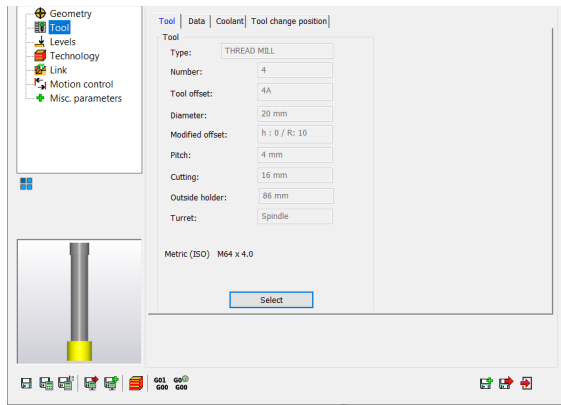 Geometry
Tool
Levels
Technology
Link
Motion control
Misc. parameters
Tool Data Coolant Tool change position
Tool
Type: THREAD MILL
Number: 4
Tool offset: 4A
Diameter: 20 mm
Modified offset: h : 0 / R: 10
Pitch: 4 mm
Cutting: 16 mm
Outside holder: 86 mm
Turret: Spindle
Metric (ISO) M64 x 4.0
Select
G01 G0
G00 G00